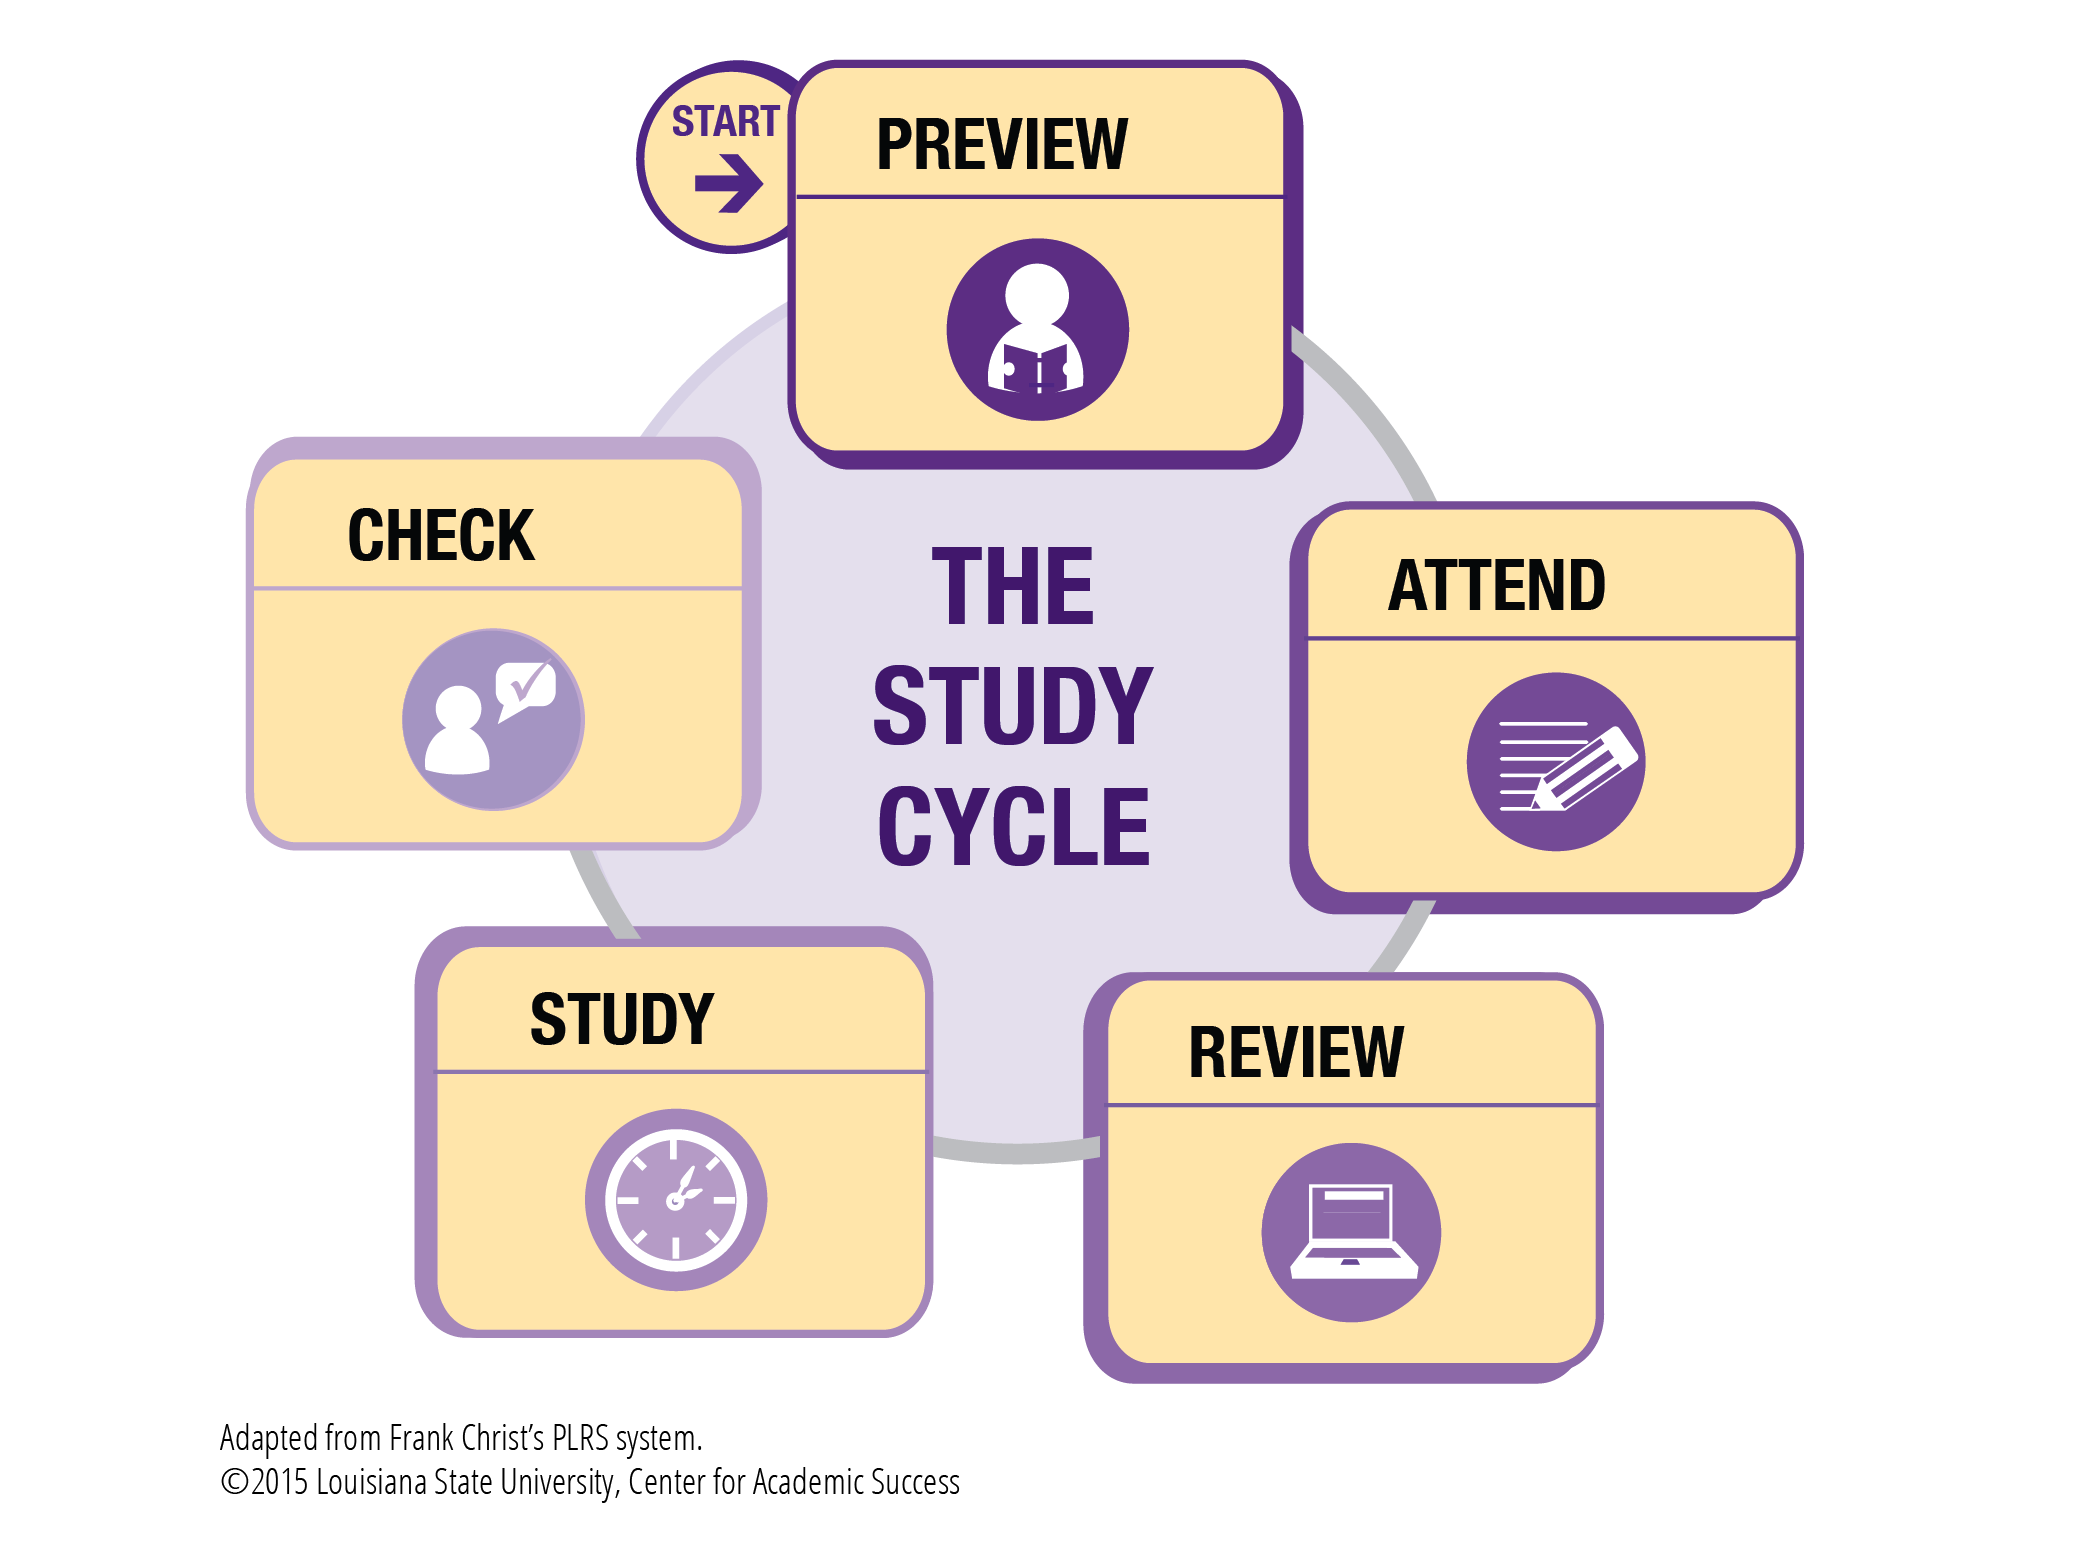 START
PREVIEW
ATTEND
REVIEW
STUDY
CHECK
THE
STUDY
CYCLE
Adapted from Frank Christ’s PLRS system.
©2015 Louisiana State University, Center for Academic Success